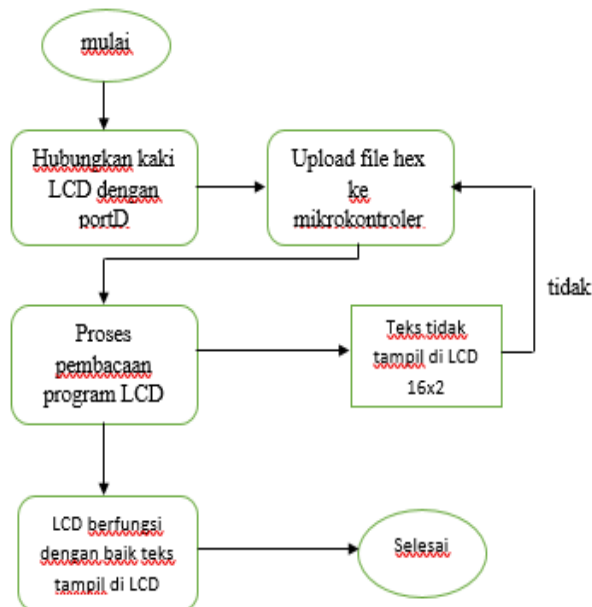 mulai
Hubungkan kaki
LCD dengan
portD
Upload file hex
ke
mikrokontroler
tidak
Proses
pembacaan
program LCD
Teks tidak
tampil di LCD
16x2
LCD berfungsi
dengan baik teks
tampil di LCD
Selesai